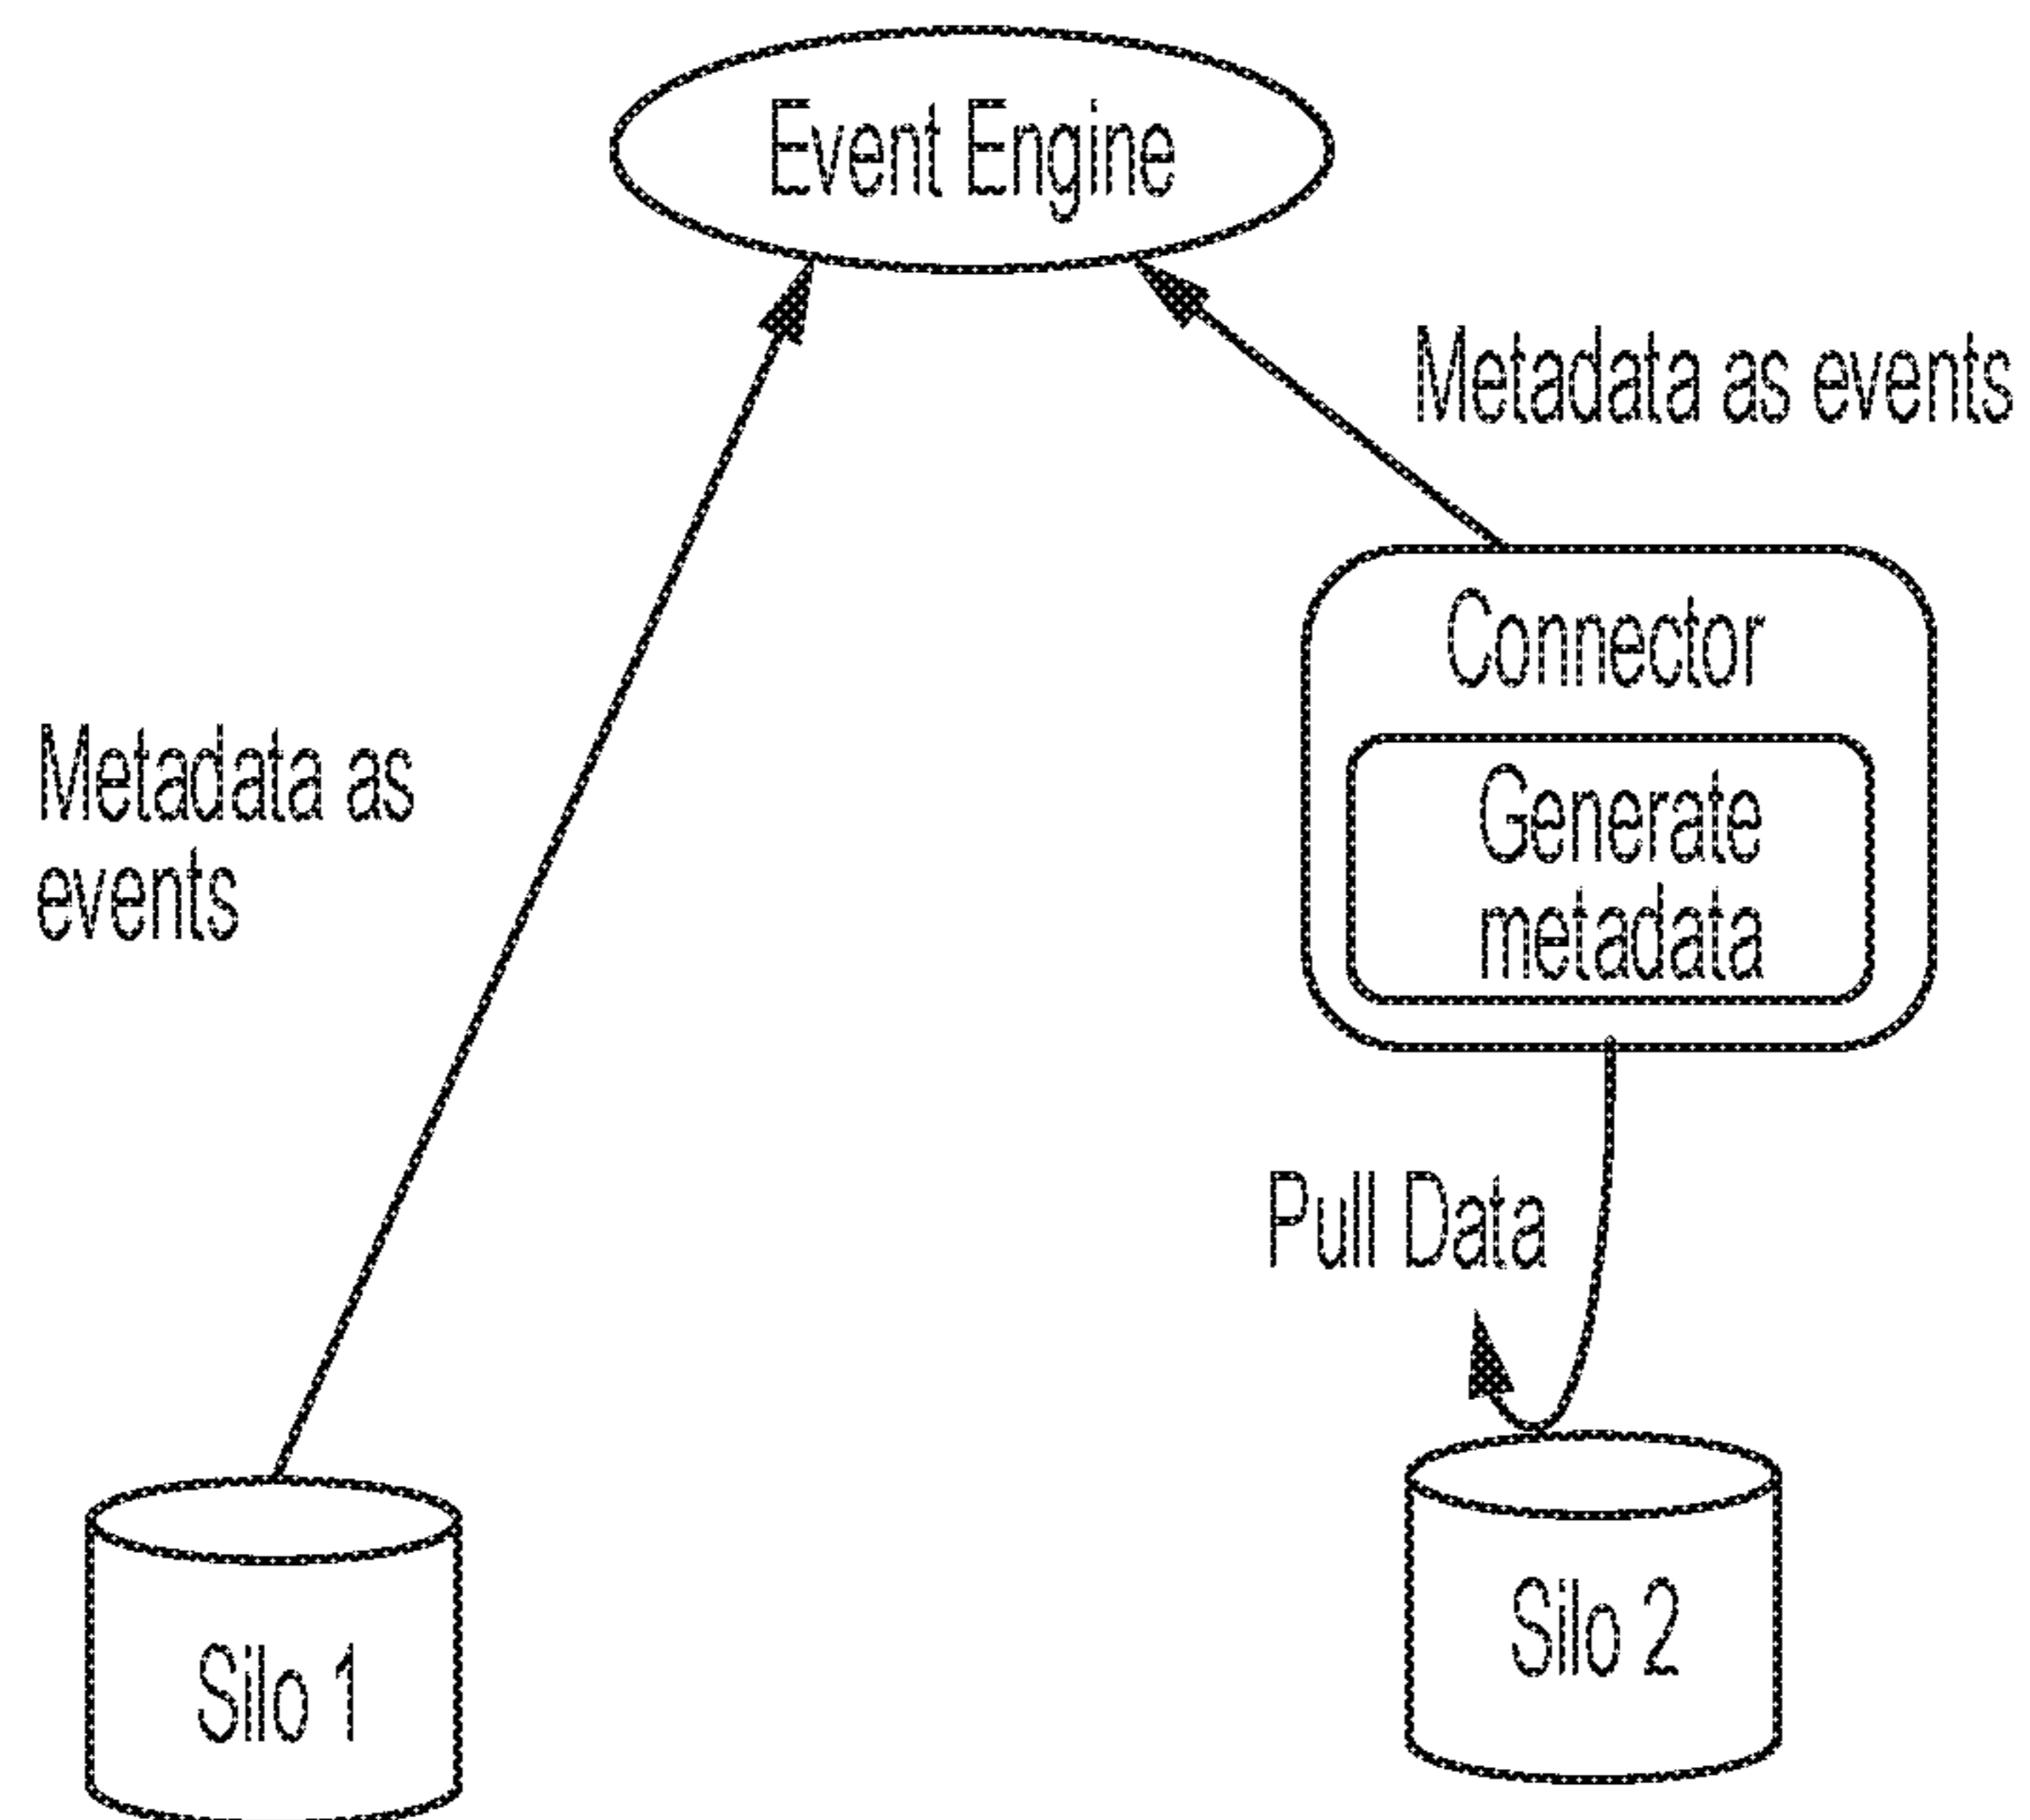 Event Engine
Metadata as events
Connector
Metadata as
events
Generate
metadata
Pull Data
Silo 1
Silo 2